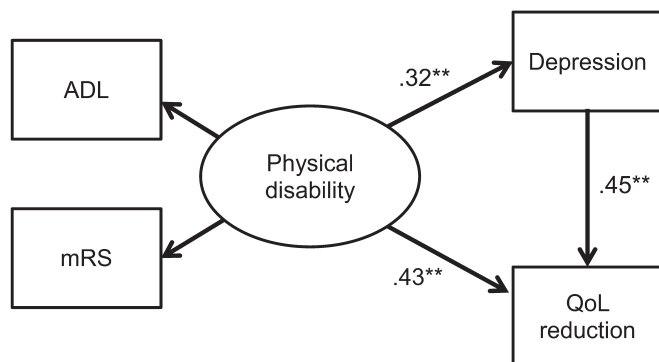 ADL
.32**
Depression
Physical
disability
.45**
mRS
.43**
QoL
reduction